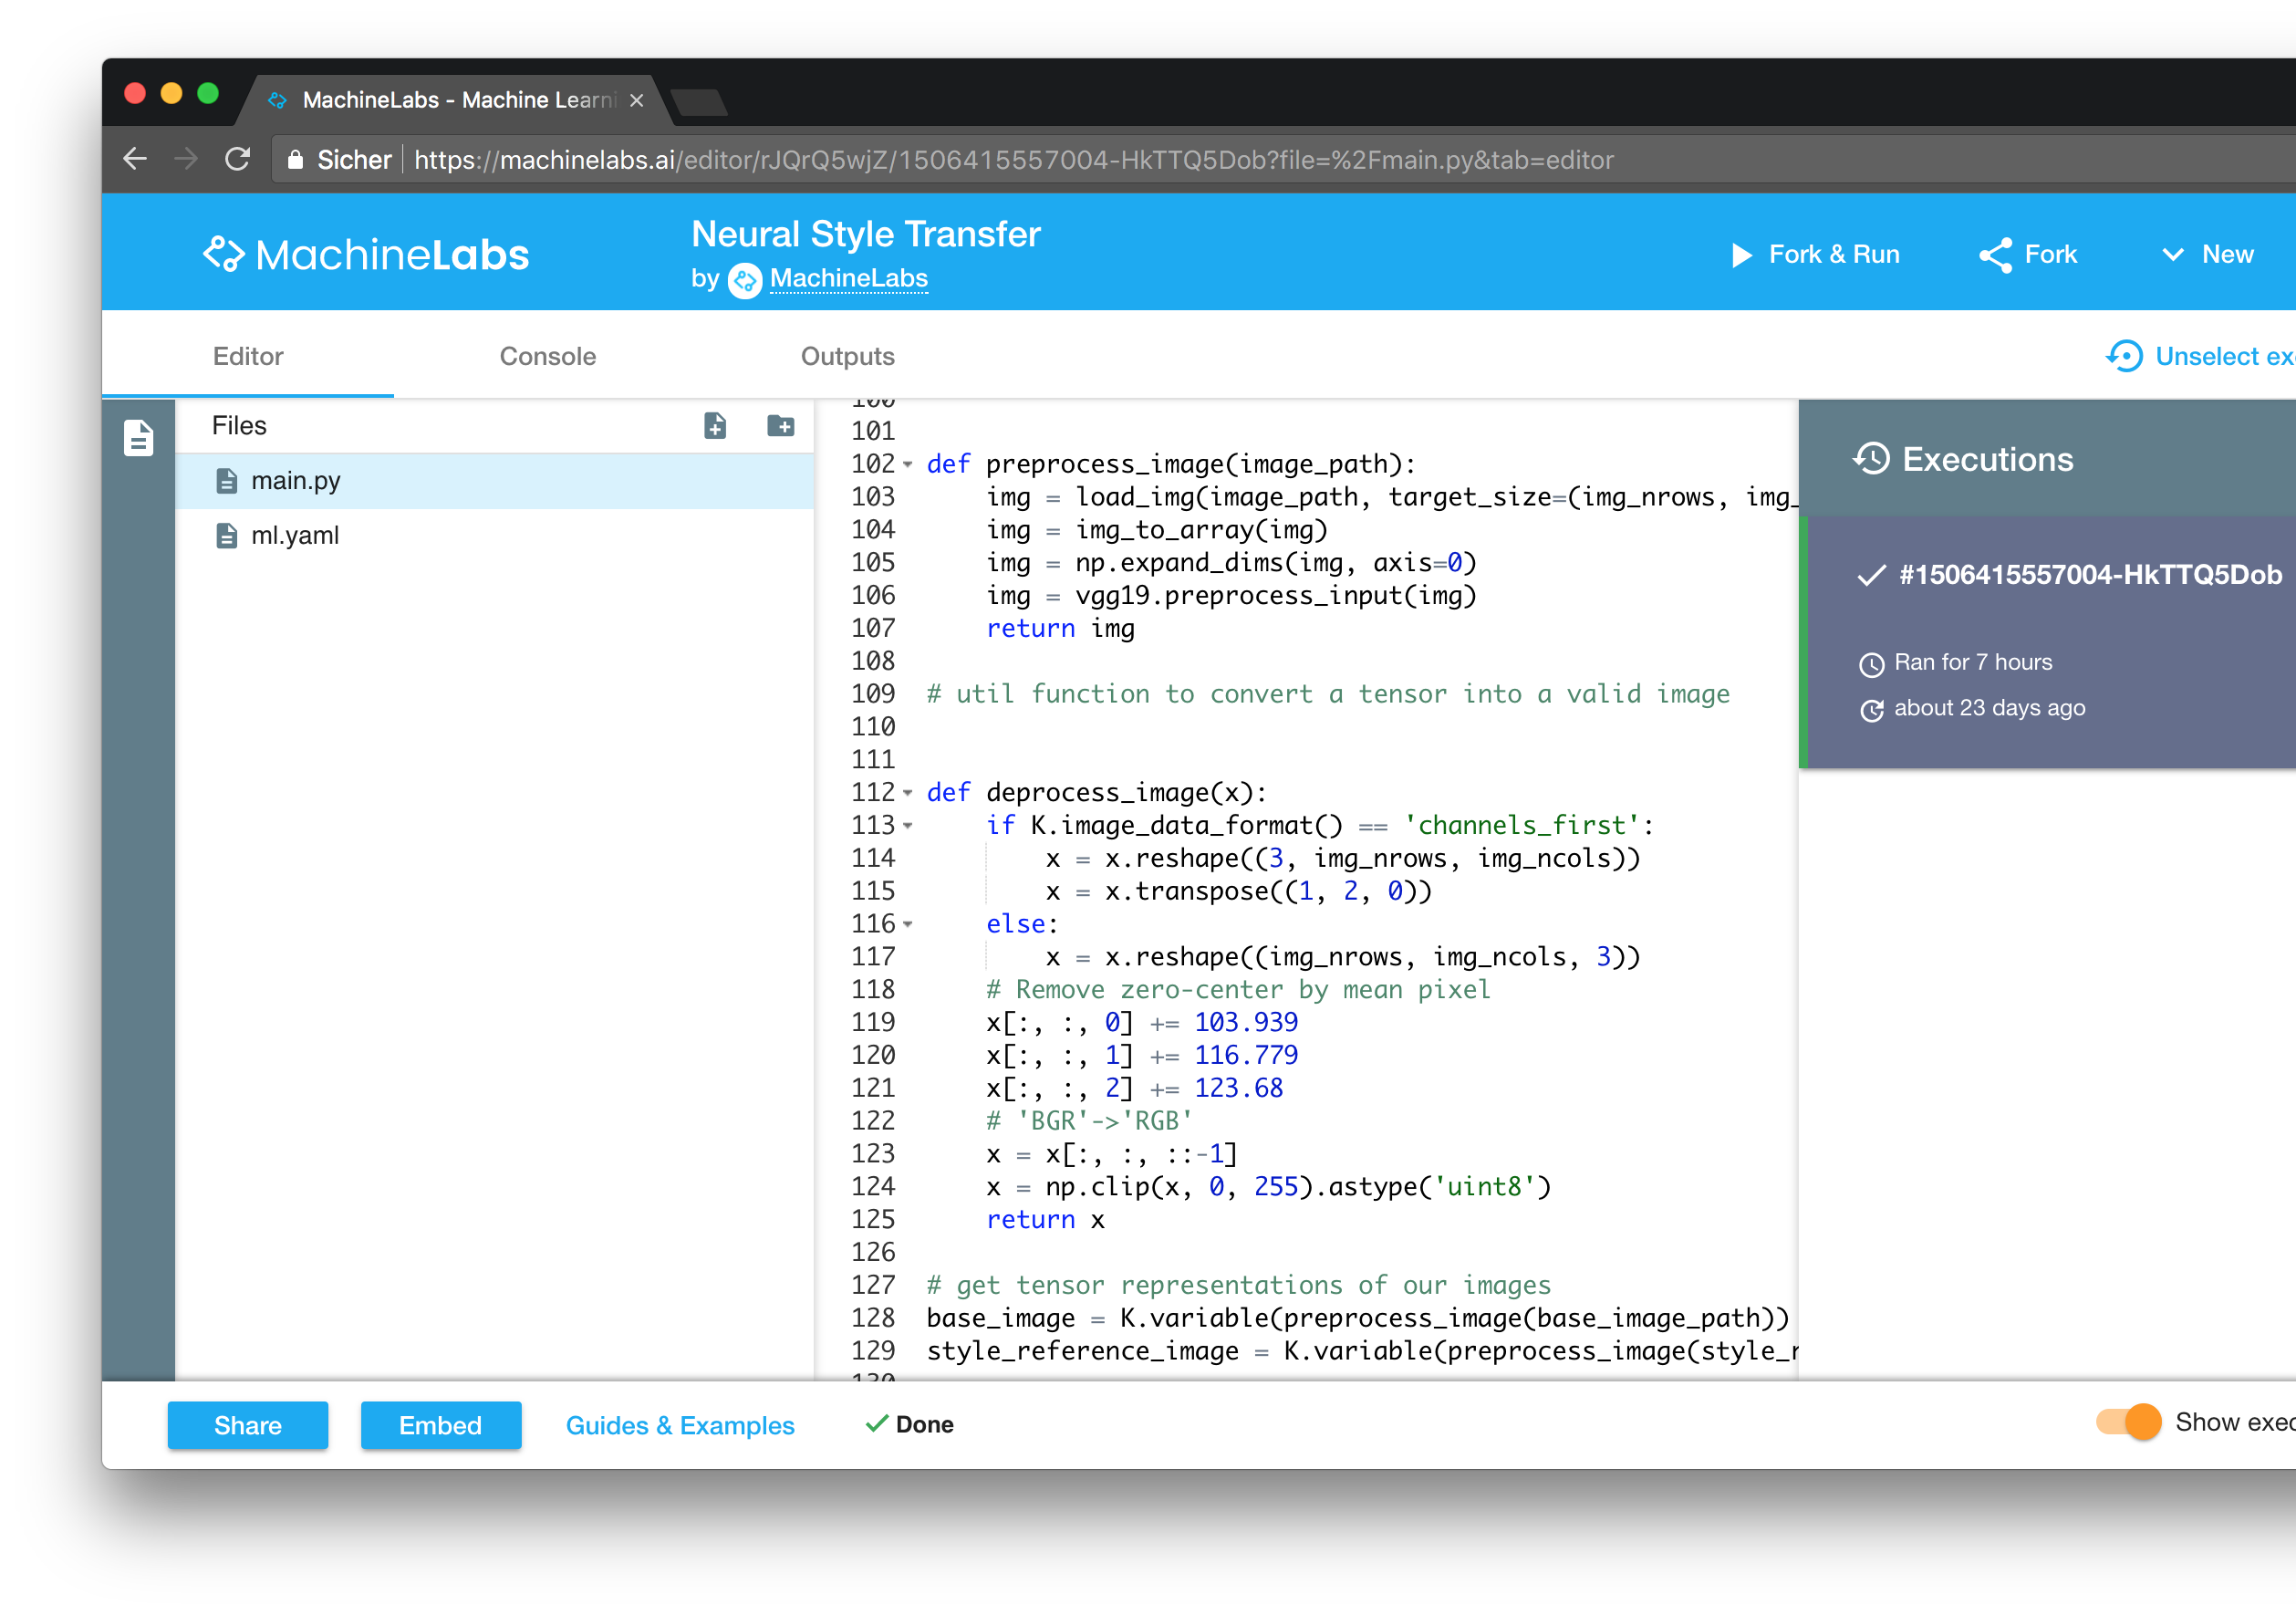 MachineLabs - Machine Learni
Sicher https://machinelabs.ai/editor/rJQrQ5wjZ/1506415557004-HkTTQ5Dob?file=%2Fmain.py&tab=editor
MachineLabs
Neural Style Transfer
by MachineLabs
Fork & Run
Fork
New
Editor
Console
Outputs
Unselect exe
Files
main.py
ml.yaml
100
101
102 def preprocess_image(image_path):
103     img = load_img(image_path, target_size=(img_nrows, img_
104     img = img_to_array(img)
105     img = np.expand_dims(img, axis=0)
106     img = vgg19.preprocess_input(img)
107     return img
108
109 # util function to convert a tensor into a valid image
110
111
112 def deprocess_image(x):
113     if K.image_data_format() == 'channels_first':
114         x = x.reshape((3, img_nrows, img_ncols))
115         x = x.transpose((1, 2, 0))
116     else:
117         x = x.reshape((img_nrows, img_ncols, 3))
118     # Remove zero-center by mean pixel
119     x[:, :, 0] += 103.939
120     x[:, :, 1] += 116.779
121     x[:, :, 2] += 123.68
122     # 'BGR'->'RGB'
123     x = x[:, :, ::-1]
124     x = np.clip(x, 0, 255).astype('uint8')
125     return x
126
127 # get tensor representations of our images
128 base_image = K.variable(preprocess_image(base_image_path))
129 style_reference_image = K.variable(preprocess_image(style_r
130
Executions
#1506415557004-HkTTQ5Dob
Ran for 7 hours
about 23 days ago
Share
Embed
Guides & Examples
Done
Show exec